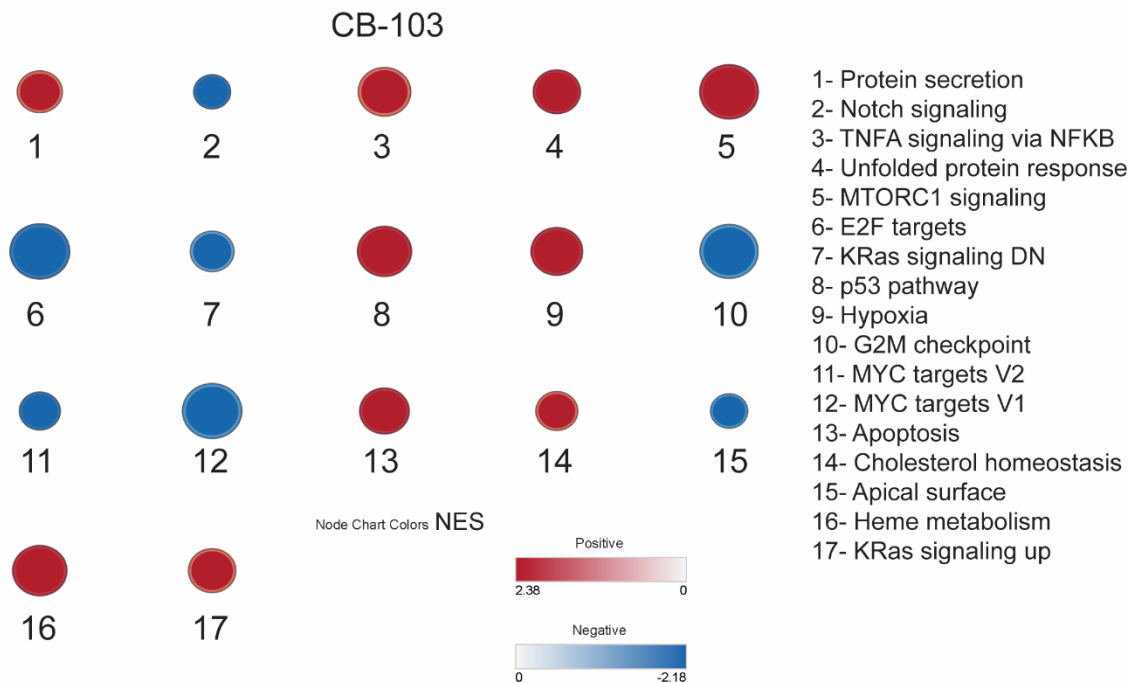 CB-103
1 2 3 4 5
6 7 8 9 10
11 12 13 14 15
16 17
Node Chart Colors NES
Positive
2.38 0
Negative
0 -2.18
1- Protein secretion
2- Notch signaling
3- TNFA signaling via NFKB
4- Unfolded protein response
5- MTORC1 signaling
6- E2F targets
7- KRas signaling DN
8- p53 pathway
9- Hypoxia
10- G2M checkpoint
11- MYC targets V2
12- MYC targets V1
13- Apoptosis
14- Cholesterol homeostasis
15- Apical surface
16- Heme metabolism
17- KRas signaling up